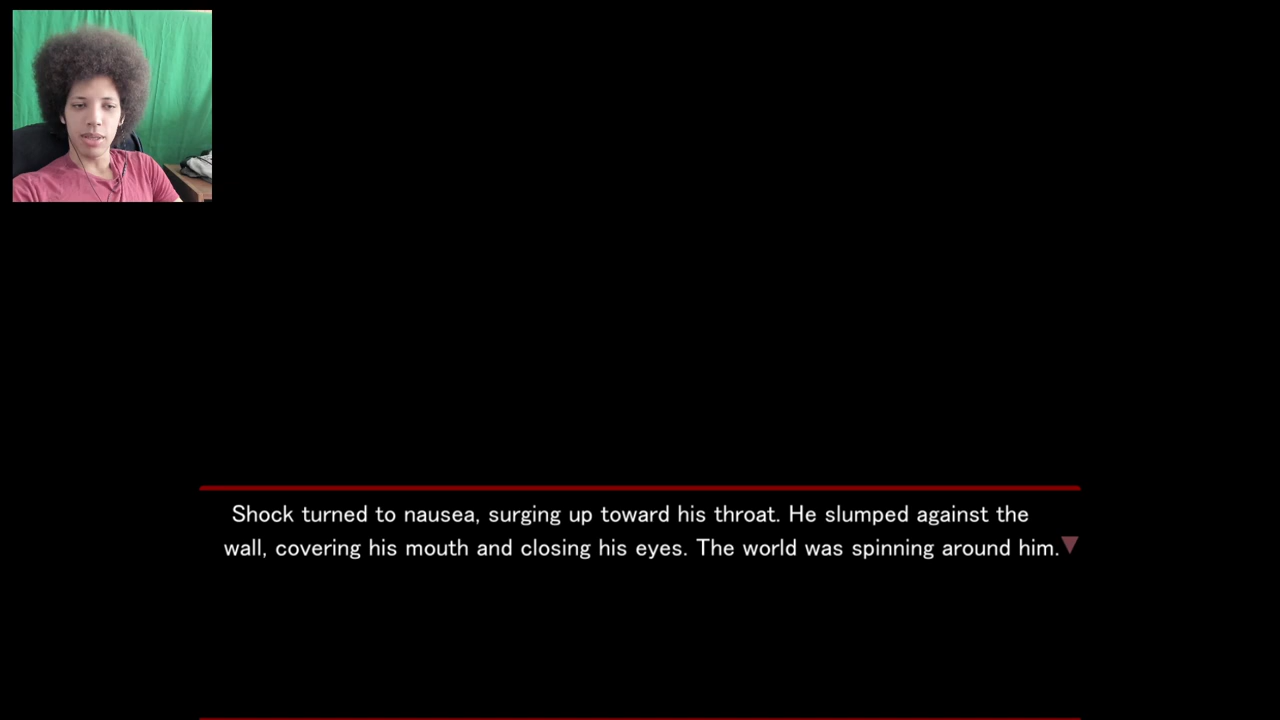 Shock turned to nausea, surging up toward his throat. He slumped against the
wall, covering his mouth and closing his eyes. The world was spinning around him.